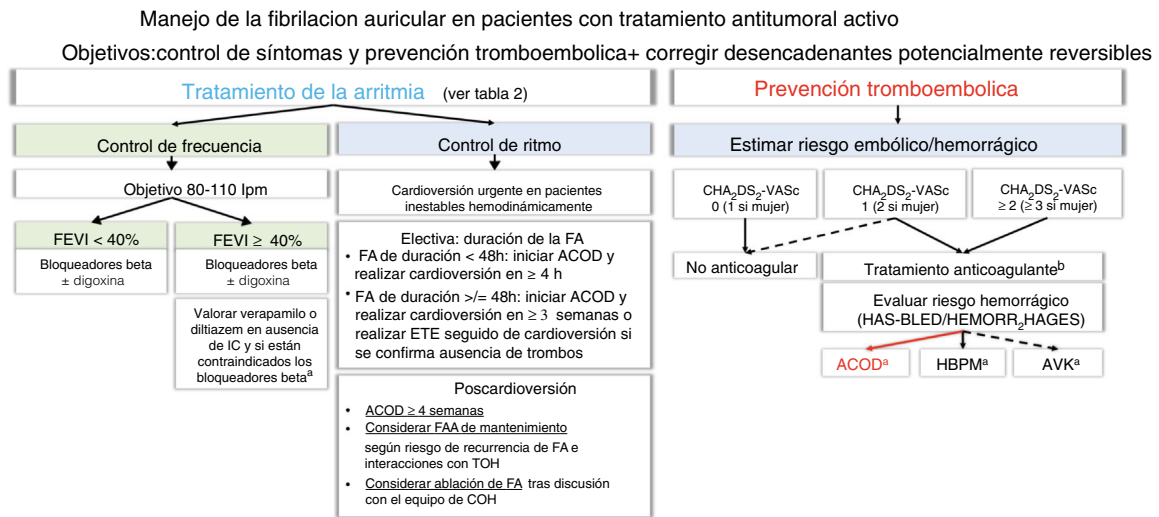 Manejo de la fibrilacion auricular en pacientes con tratamiento antitumoral activo
Objetivos:control de síntomas y prevención tromboembolica+ corregir desencadenantes potencialmente reversibles
Tratamiento de la arritmia (ver tabla 2)
Control de frecuencia
Objetivo 80-110 lpm
FEVI < 40%
Bloqueadores beta
± digoxina
FEVI ≥ 40%
Bloqueadores beta
± digoxina
Valorar verapamilo o
diltiazem en ausencia
de IC y si están
contraindicados los
bloqueadores betaᵃ
Control de ritmo
Cardioversión urgente en pacientes
inestables hemodinámicamente
Electiva: duración de la FA
• FA de duración < 48h: iniciar ACOD y
realizar cardioversión en ≥ 4 h
• FA de duración >/= 48h: iniciar ACOD y
realizar cardioversión en ≥ 3 semanas o
realizar ETE seguido de cardioversión si
se confirma ausencia de trombos
Poscardioversión
• ACOD ≥ 4 semanas
• Considerar FAA de mantenimiento
según riesgo de recurrencia de FA e
interacciones con TOH
• Considerar ablación de FA tras discusión
con el equipo de COH
Prevención tromboembolica
Estimar riesgo embólico/hemorrágico
CHA₂DS₂-VASc
0 (1 si mujer)
CHA₂DS₂-VASc
1 (2 si mujer)
CHA₂DS₂-VASc
≥ 2 (≥ 3 si mujer)
No anticoagular
Tratamiento anticoagulanteᵇ
Evaluar riesgo hemorrágico
(HAS-BLED/HEMORR₂HAGES)
ACODᵃ
HBPMᵃ
AVKᵃ